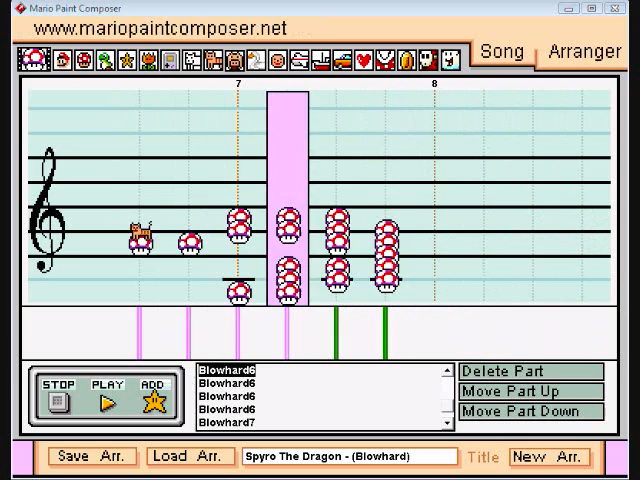 Mario Paint Composer
www.mariopaintcomposer.net
Song
Arranger
7
8
STOP
PLAY
ADD
Blowhard6
Blowhard6
Blowhard6
Blowhard6
Blowhard7
Delete Part
Move Part Up
Move Part Down
Save Arr.
Load Arr.
Spyro The Dragon - (Blowhard)
Title
New Arr.